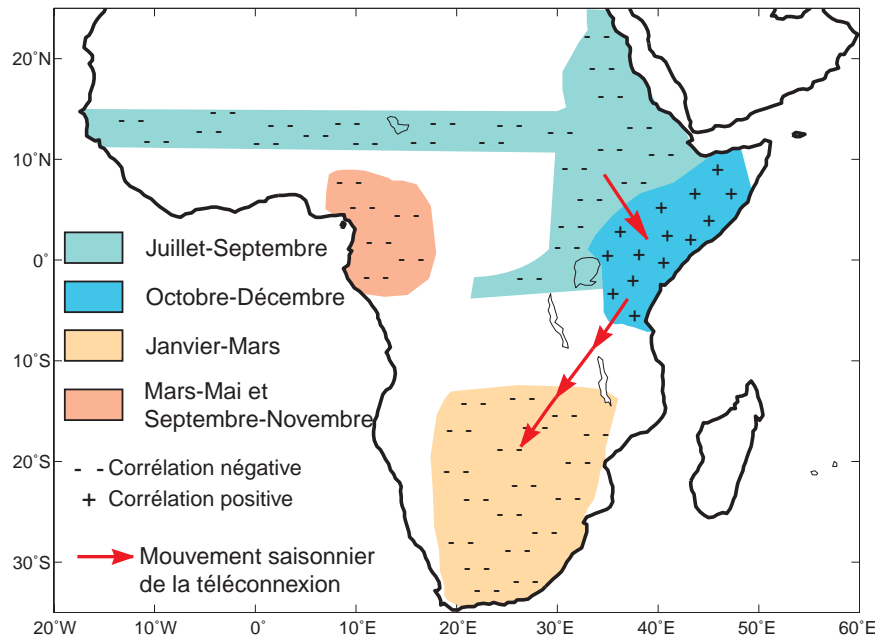 20˚N
10˚N
0˚
10˚S
20˚S
30˚S
20˚W
10˚W
0˚
10˚E
20˚E
30˚E
40˚E
50˚E
60˚E
Juillet-Septembre
Octobre-Décembre
Janvier-Mars
Mars-Mai et
Septembre-Novembre
- - Corrélation négative
+ Corrélation positive
Mouvement saisonnier
de la téléconnexion